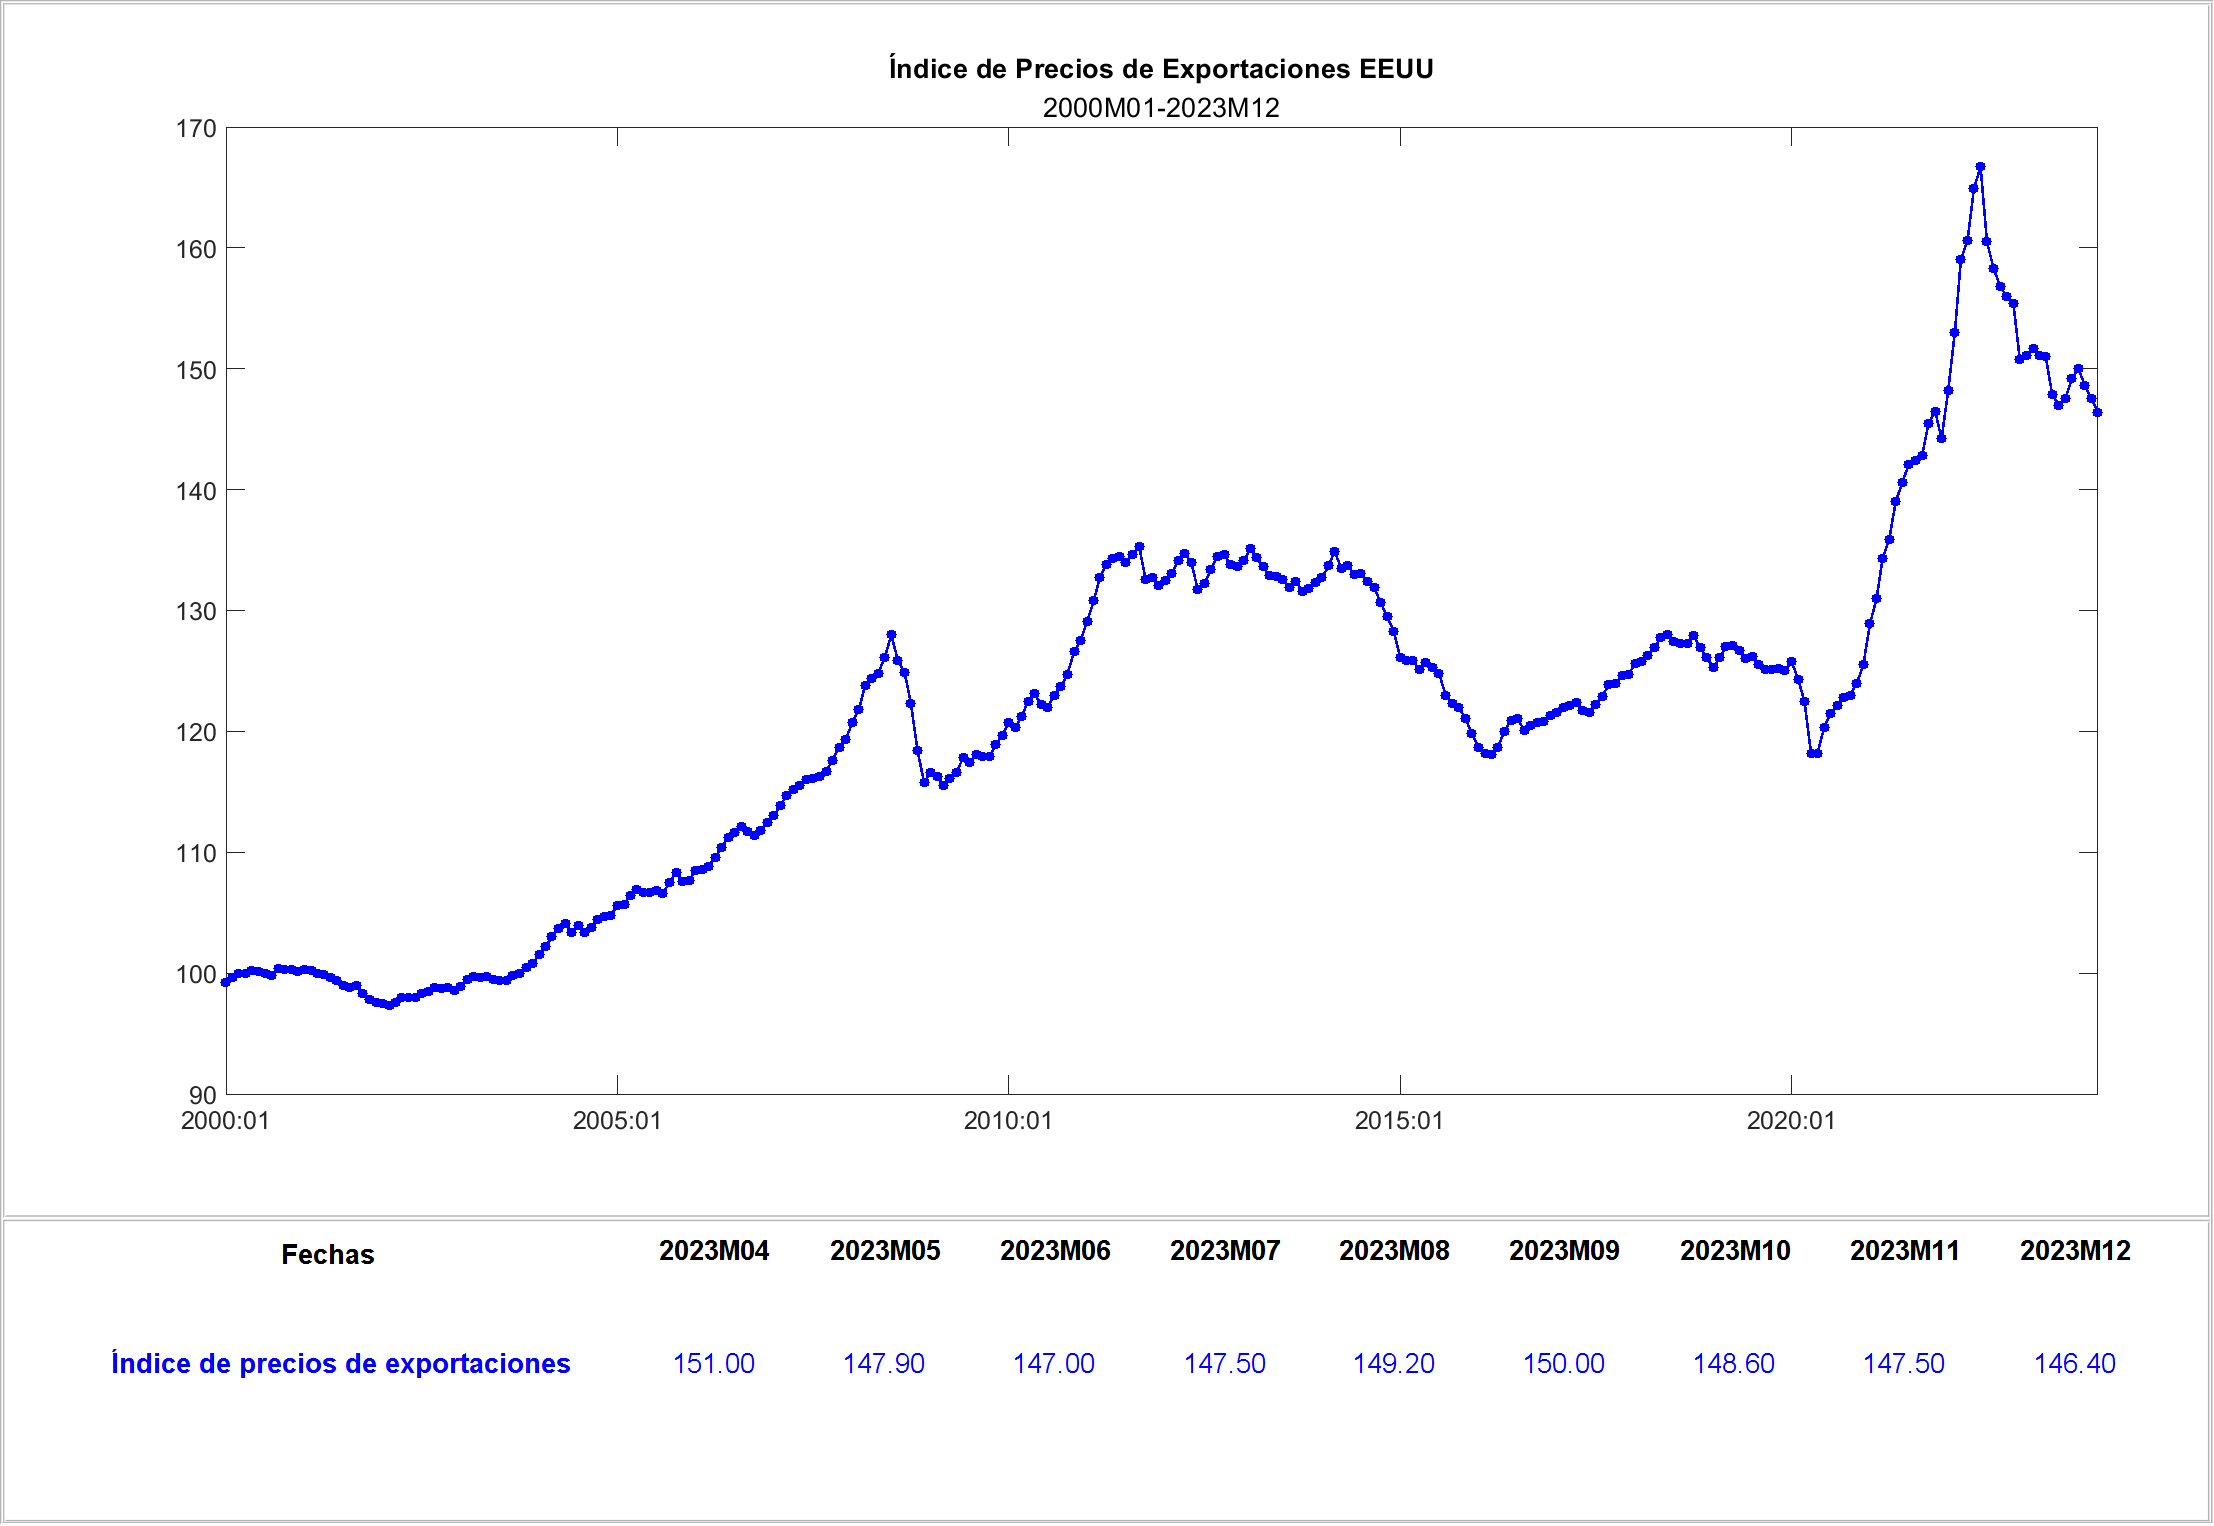 Índice de Precios de Exportaciones EEUU
2000M01-2023M12
170
160
150
140
130
120
110
100
90
2000:01 2005:01 2010:01 2015:01 2020:01
Fechas 2023M04 2023M05 2023M06 2023M07 2023M08 2023M09 2023M10 2023M11 2023M12
Índice de precios de exportaciones 151.00 147.90 147.00 147.50 149.20 150.00 148.60 147.50 146.40